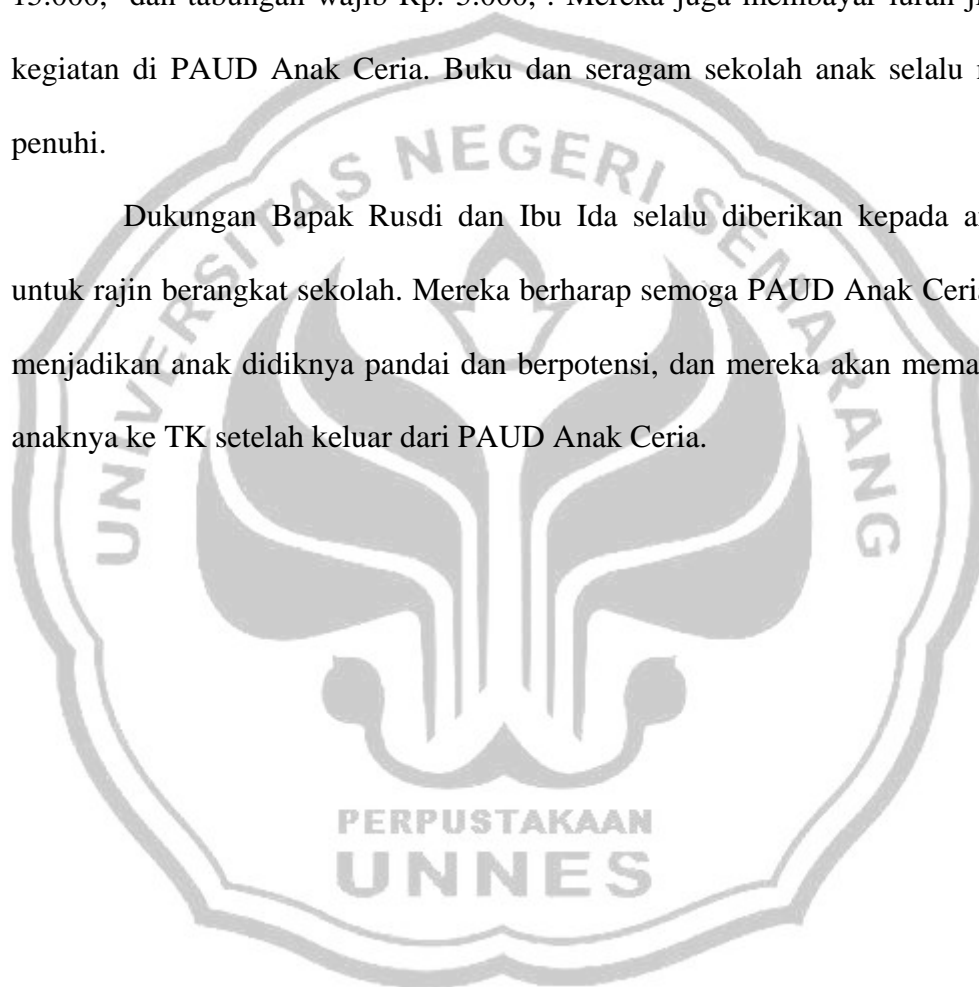 dan tabungan wajib Rp. 5.000,-. Mereka juga membayar iuran
kegiatan di PAUD Anak Ceria. Buku dan seragam sekolah anak selalu
penuhi.
Dukungan Bapak Rusdi dan Ibu Ida selalu diberikan kepada
untuk rajin berangkat sekolah. Mereka berharap semoga PAUD Anak Ceria
menjadikan anak didiknya pandai dan berpotensi, dan mereka akan
anaknya ke TK setelah keluar dari PAUD Anak Ceria.
UNIVERSITAS NEGERI SEMARANG
PERPUSTAKAAN
UNNES